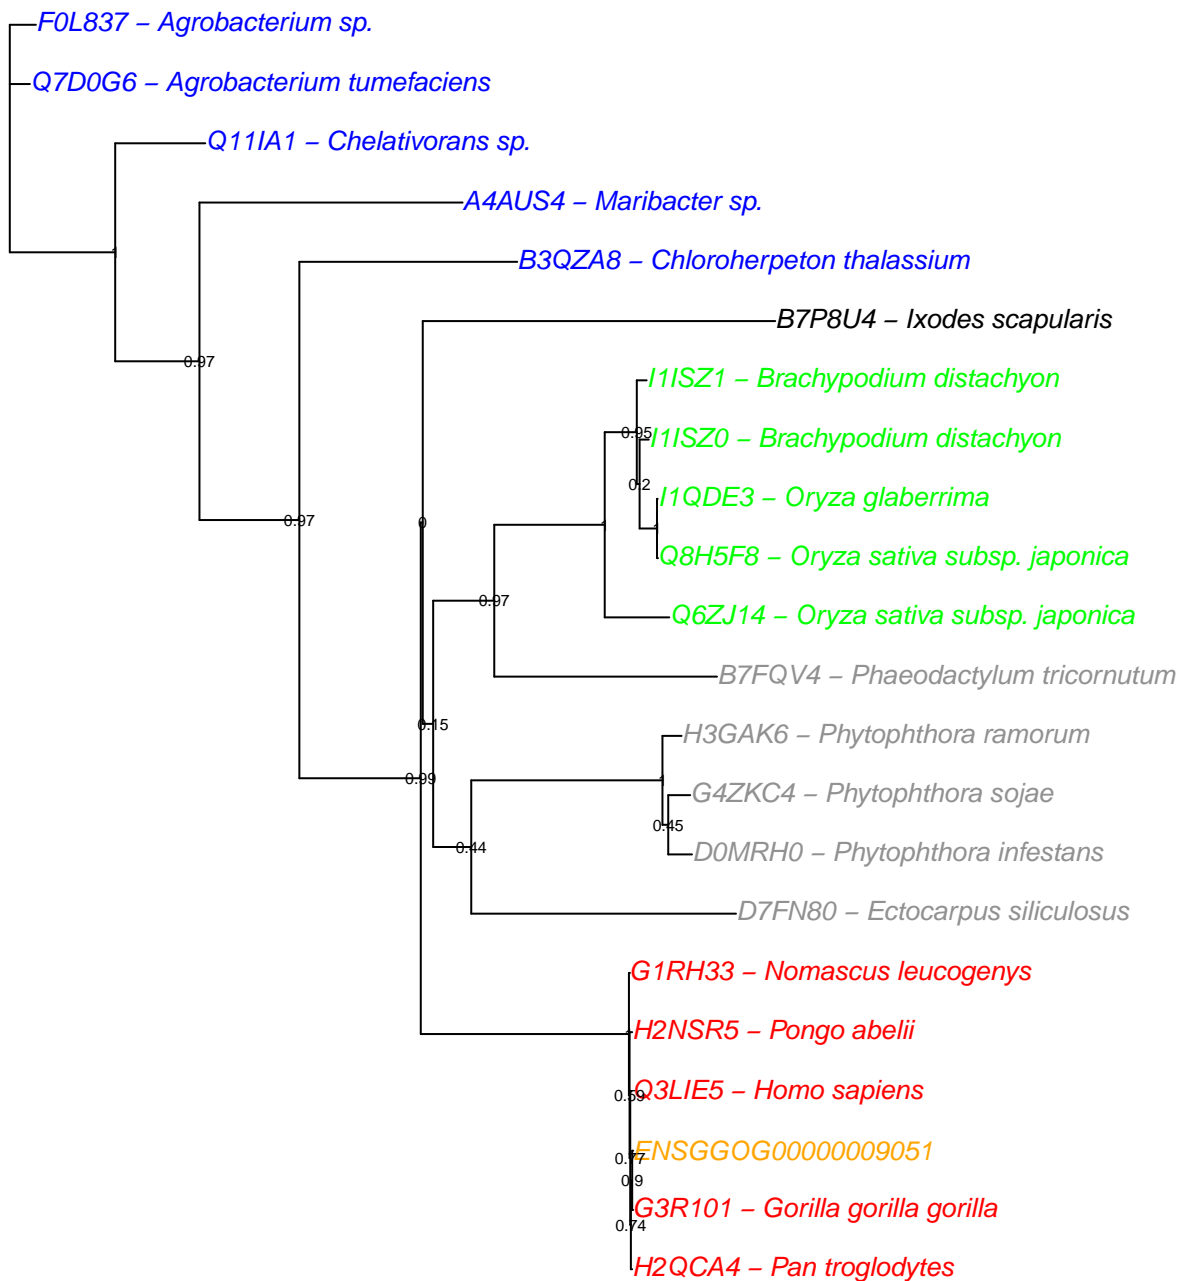 F0L837 – Agrobacterium sp.
Q7D0G6 – Agrobacterium tumefaciens
Q11IA1 – Chelativorans sp.
A4AUS4 – Maribacter sp.
1
B3QZA8 – Chloroherpeton thalassium
B7P8U4 – Ixodes scapularis
0.97
I1ISZ1 – Brachypodium distachyon
0.95
I1ISZ0 – Brachypodium distachyon
0.2
I1QDE3 – Oryza glaberrima
0.97
0
1
1
Q8H5F8 – Oryza sativa subsp. japonica
0.97
Q6ZJ14 – Oryza sativa subsp. japonica
B7FQV4 – Phaeodactylum tricornutum
0.15
H3GAK6 – Phytophthora ramorum
0.99
1
G4ZKC4 – Phytophthora sojae
0.45
0.44
D0MRH0 – Phytophthora infestans
D7FN80 – Ectocarpus siliculosus
G1RH33 – Nomascus leucogenys
1
H2NSR5 – Pongo abelii
0.59
Q3LIE5 – Homo sapiens
0.77
ENSGGOG00000009051
0.9
G3R101 – Gorilla gorilla gorilla
0.74
H2QCA4 – Pan troglodytes